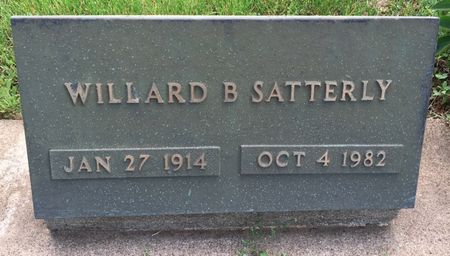 WILLARD B SATTERLY
JAN 27 1914 OCT 4 1982